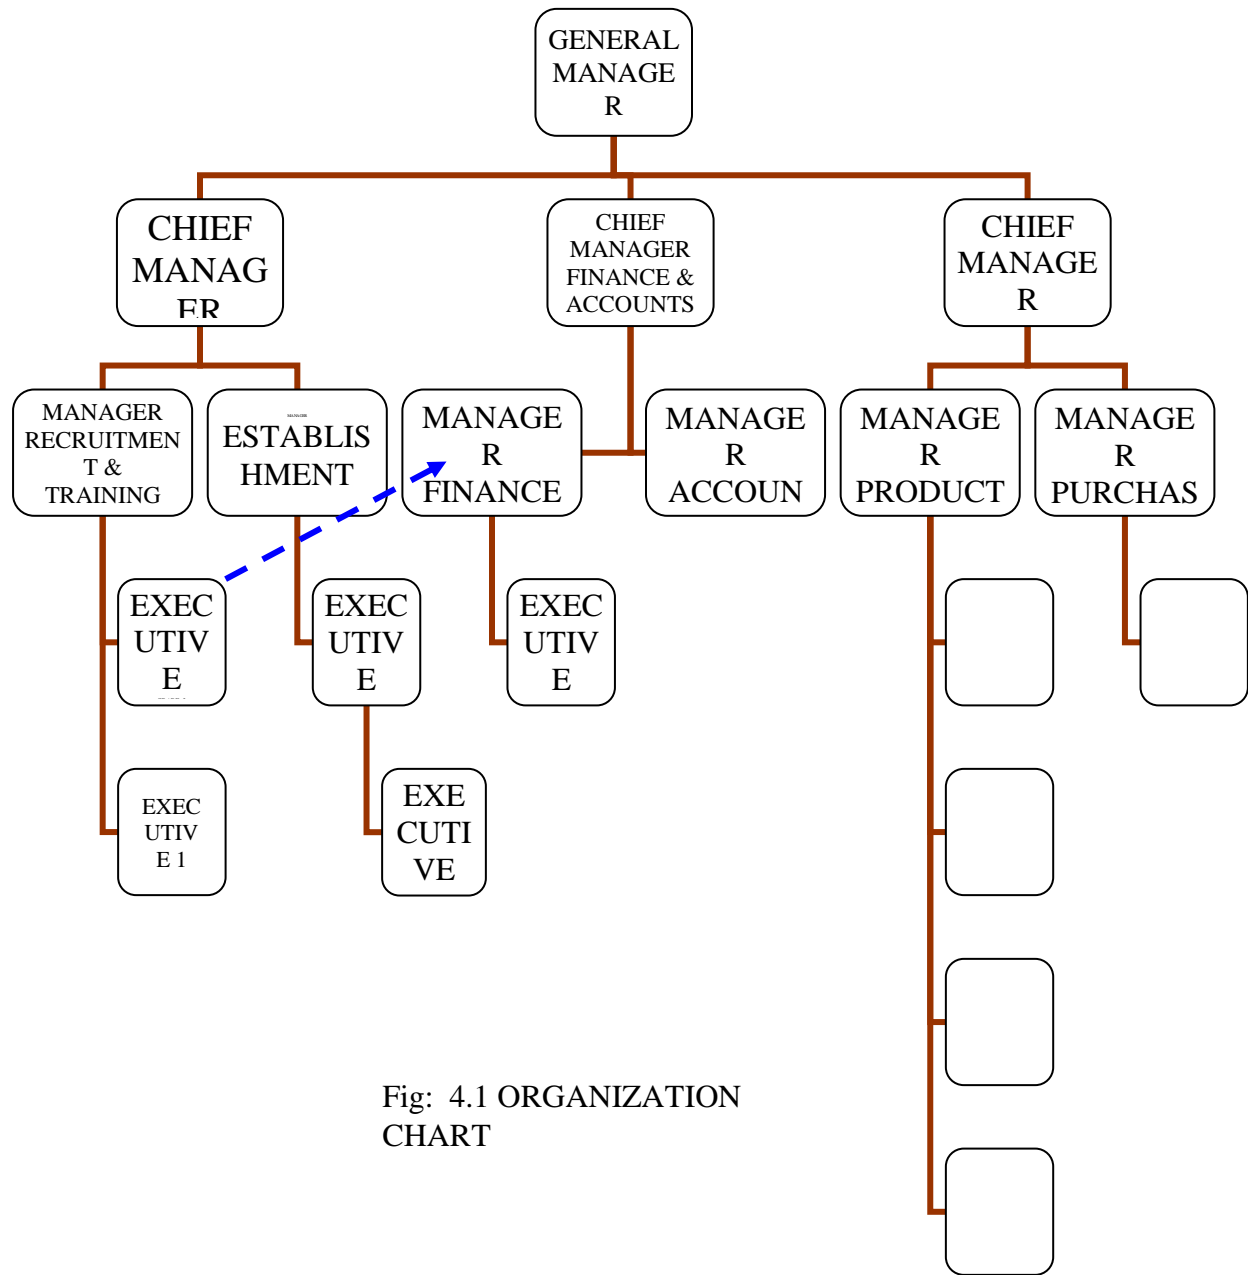 GENERAL
MANAGE
R
CHIEF
MANAG
ER
CHIEF
MANAGER
FINANCE &
ACCOUNTS
CHIEF
MANAGE
R
MANAGER
RECRUITMEN
T &
TRAINING
MANAGER
ESTABLIS
HMENT
MANAGE
R
FINANCE
MANAGE
R
ACCOUN
MANAGE
R
PRODUCT
MANAGE
R
PURCHAS
EXEC
UTIV
E
EXEC
UTIV
E
EXEC
UTIV
E
EXEC
UTIV
E 1
EXE
CUTI
VE
Fig: 4.1 ORGANIZATION
CHART